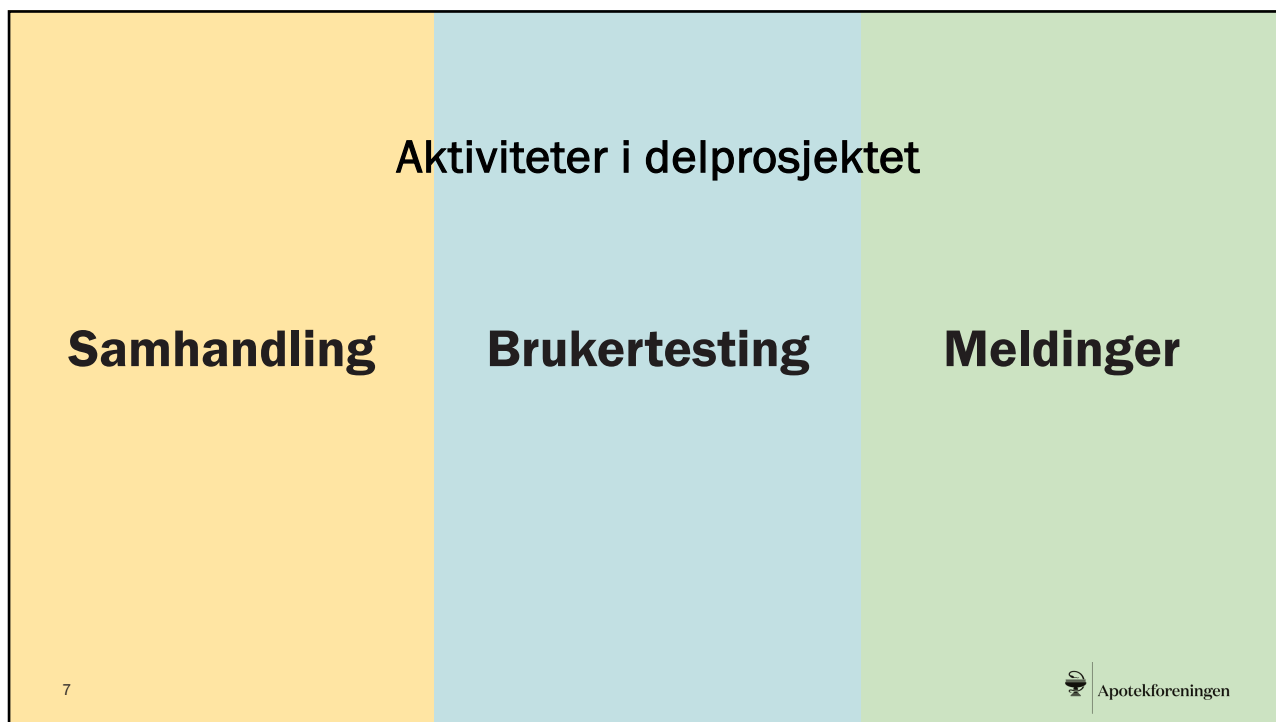 Aktiviteter i delprosjektet
Samhandling
Brukertesting
Meldinger
7
Apotekforeningen